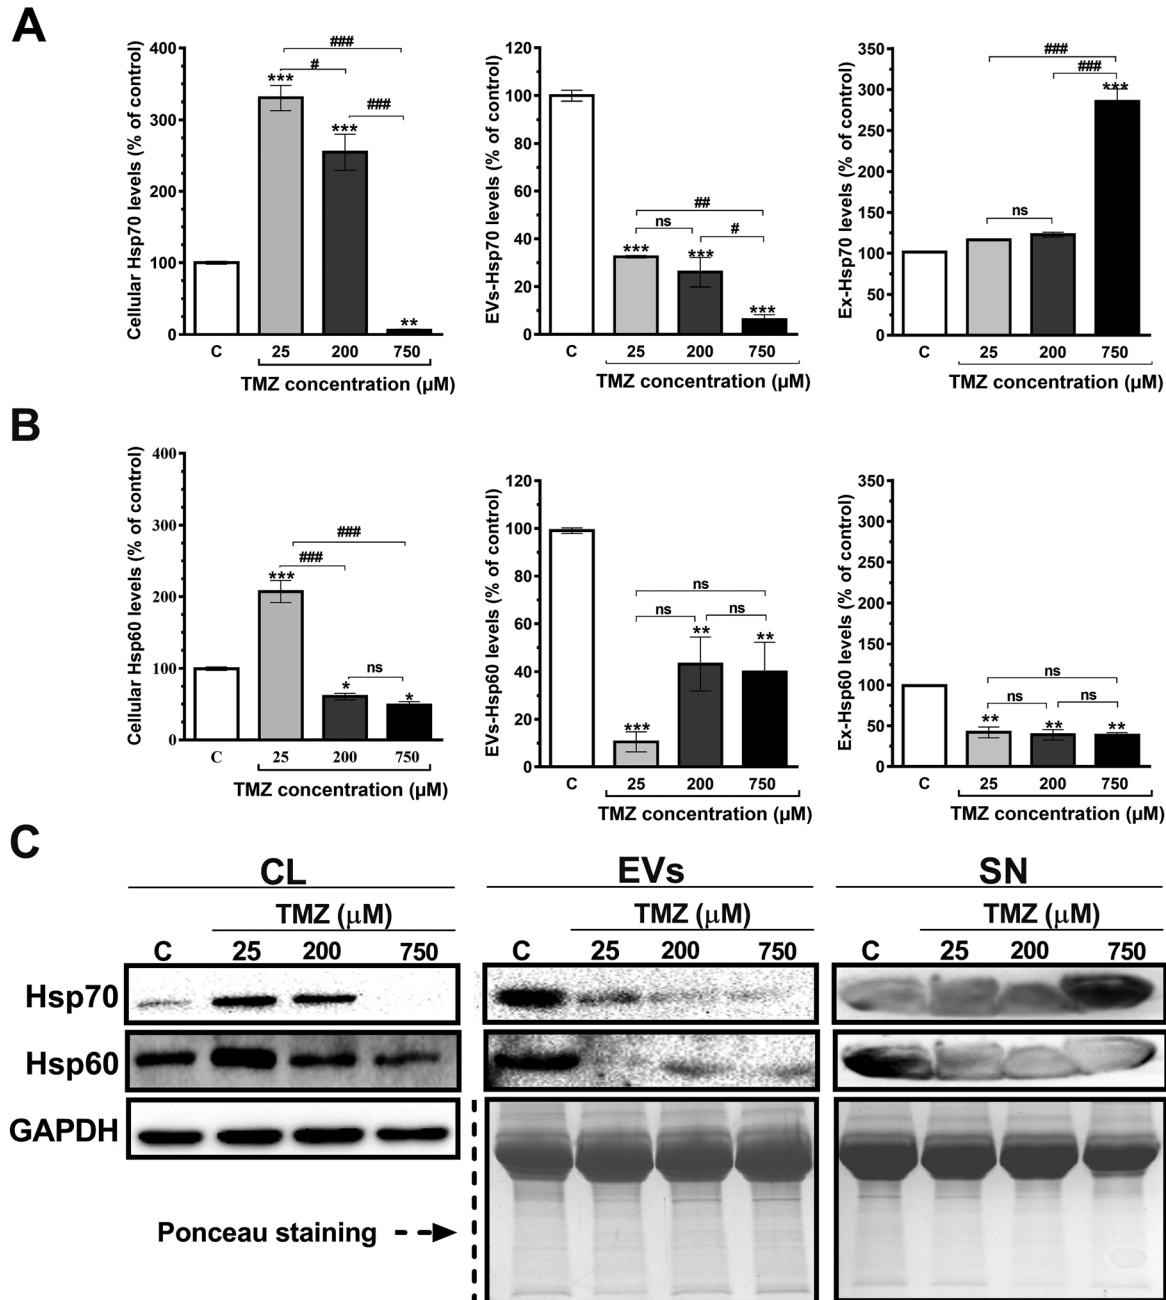 A
Cellular Hsp70 levels (% of control)
400
300
200
100
0
***
***
**
###
#
###
C 25 200 750
TMZ concentration (µM)
EVs-Hsp70 levels (% of control)
120
100
80
60
40
20
0
##
ns
#
***
***
***
C 25 200 750
TMZ concentration (µM)
Ex-Hsp70 levels (% of control)
350
300
250
200
150
100
50
0
###
###
***
ns
C 25 200 750
TMZ concentration (µM)
B
Cellular Hsp60 levels (% of control)
400
300
200
100
0
###
###
***
ns
*
*
C 25 200 750
TMZ concentration (µM)
EVs-Hsp60 levels (% of control)
120
100
80
60
40
20
0
ns
ns
ns
***
**
**
C 25 200 750
TMZ concentration (µM)
Ex-Hsp60 levels (% of control)
350
300
250
200
150
100
50
0
ns
ns
ns
**
**
**
C 25 200 750
TMZ concentration (µM)
C
CL EVs SN
TMZ (µM) TMZ (µM) TMZ (µM)
C 25 200 750 C 25 200 750 C 25 200 750
Hsp70
Hsp60
GAPDH
Ponceau staining